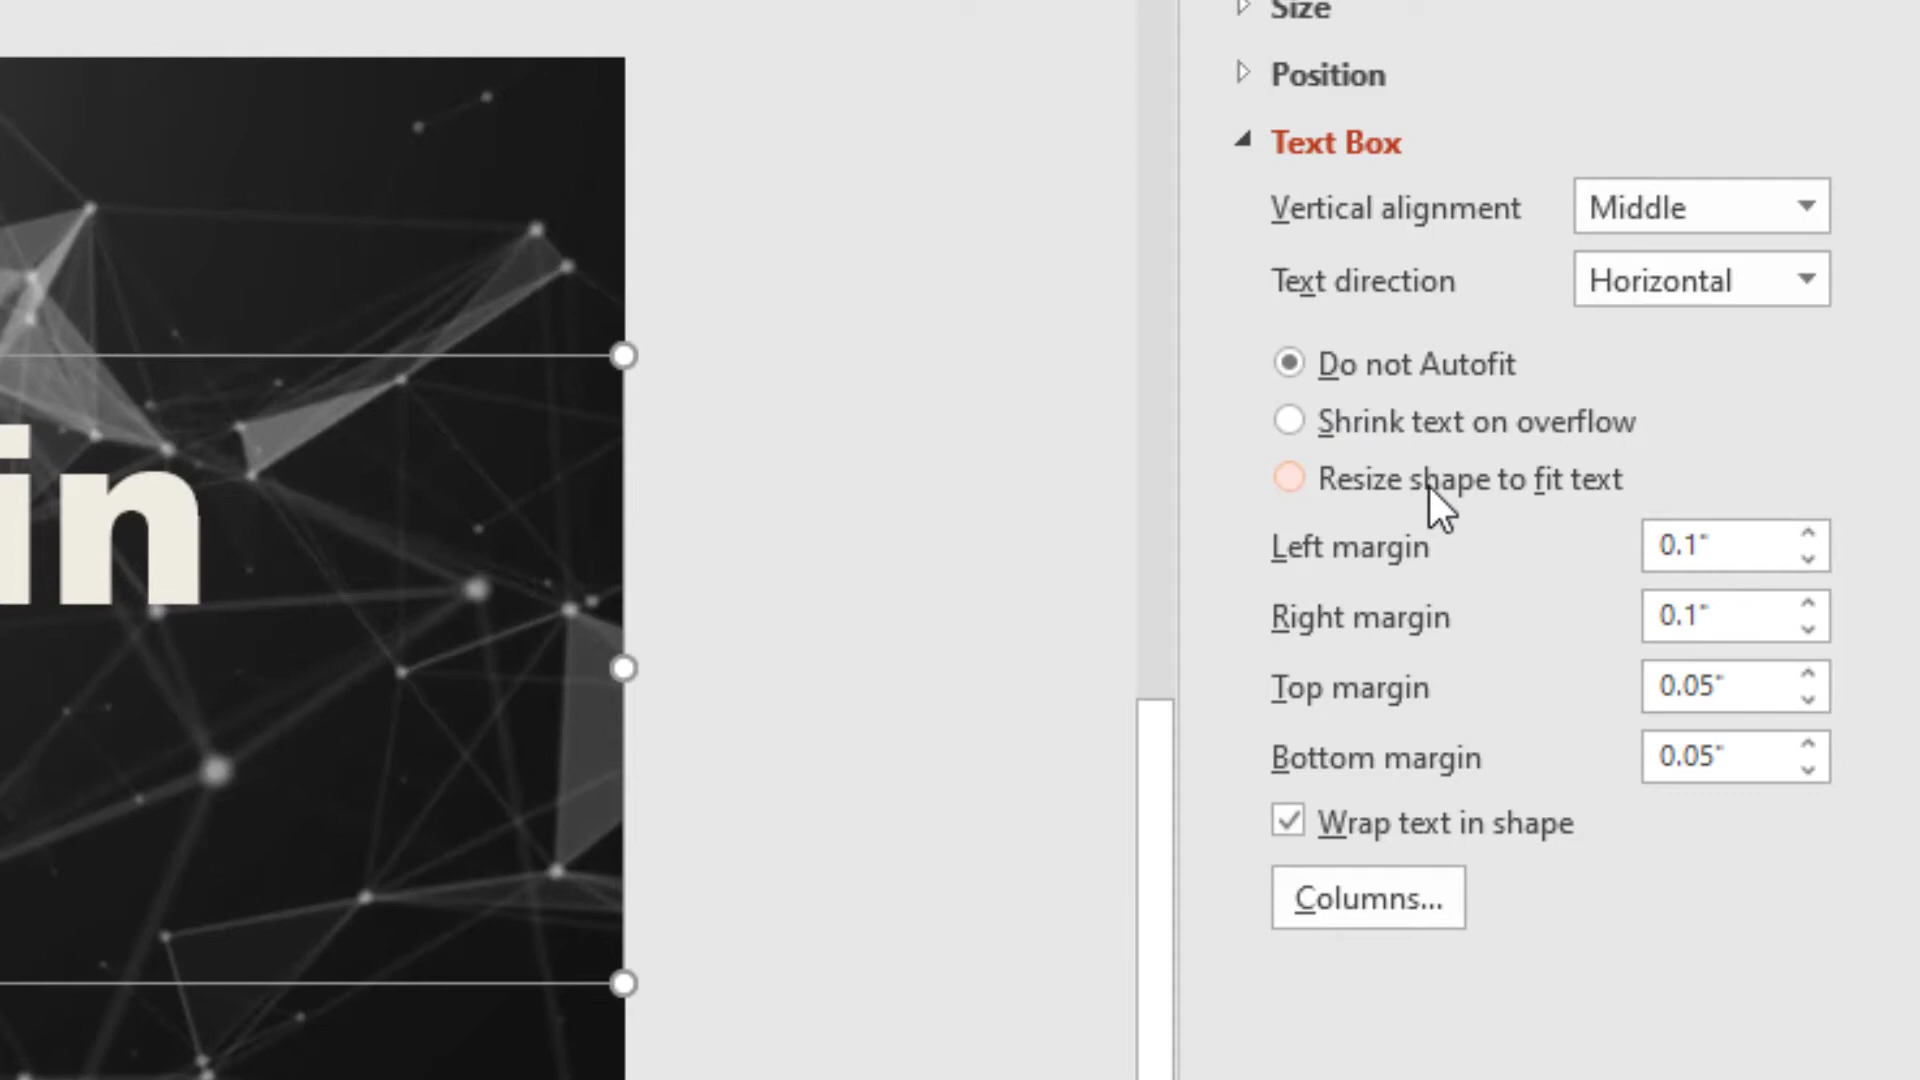 Size
Position
Text Box
Vertical alignment Middle
Text direction Horizontal
Do not Autofit
Shrink text on overflow
Resize shape to fit text
Left margin 0.1"
Right margin 0.1"
Top margin 0.05"
Bottom margin 0.05"
Wrap text in shape
Columns...
in